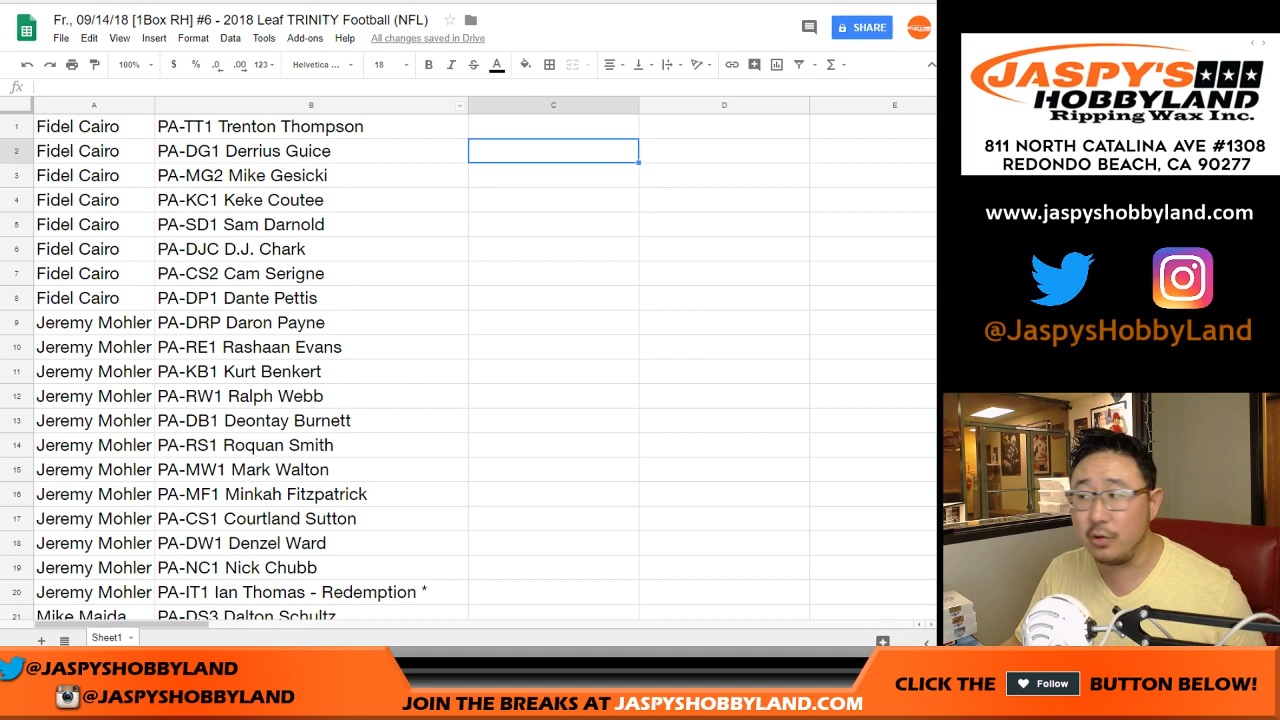 Fr., 09/14/18 [1Box RH] #6 - 2018 Leaf TRINITY Football (NFL)
File Edit View Insert Format Data Tools Add-ons Help All changes saved in Drive
SHARE
100% $ % .0 .00 123 Helvetica ... 18 B I S A
fx
A B C D E
1 Fidel Cairo PA-TT1 Trenton Thompson
2 Fidel Cairo PA-DG1 Derrius Guice
3 Fidel Cairo PA-MG2 Mike Gesicki
4 Fidel Cairo PA-KC1 Keke Coutee
5 Fidel Cairo PA-SD1 Sam Darnold
6 Fidel Cairo PA-DJC D.J. Chark
7 Fidel Cairo PA-CS2 Cam Serigne
8 Fidel Cairo PA-DP1 Dante Pettis
9 Jeremy Mohler PA-DRP Daron Payne
10 Jeremy Mohler PA-RE1 Rashaan Evans
11 Jeremy Mohler PA-KB1 Kurt Benkert
12 Jeremy Mohler PA-RW1 Ralph Webb
13 Jeremy Mohler PA-DB1 Deontay Burnett
14 Jeremy Mohler PA-RS1 Roquan Smith
15 Jeremy Mohler PA-MW1 Mark Walton
16 Jeremy Mohler PA-MF1 Minkah Fitzpatrick
17 Jeremy Mohler PA-CS1 Courtland Sutton
18 Jeremy Mohler PA-DW1 Denzel Ward
19 Jeremy Mohler PA-NC1 Nick Chubb
20 Jeremy Mohler PA-IT1 Ian Thomas - Redemption *
21 Mike Maida PA-DS3 Dalton Schultz
Sheet1
JASPY'S
HOBBYLAND
Ripping Wax Inc.
811 NORTH CATALINA AVE #1308
REDONDO BEACH, CA 90277
www.jaspyshobbyland.com
@JaspysHobbyLand
@JASPYSHOBBYLAND
@JASPYSHOBBYLAND
JOIN THE BREAKS AT JASPYSHOBBYLAND.COM
CLICK THE Follow BUTTON BELOW!